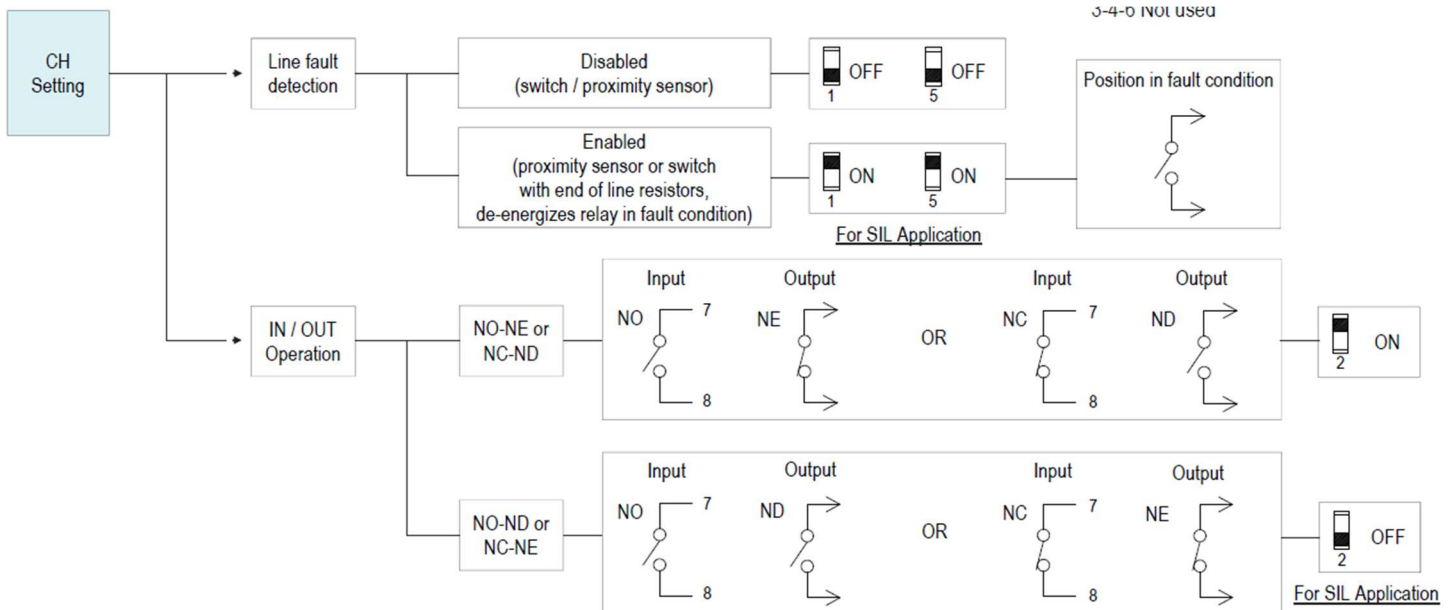 3-4-6 Not used
CH
Setting
Line fault
detection
Disabled
(switch / proximity sensor)
OFF
OFF
1
5
Position in fault condition
Enabled
(proximity sensor or switch
with end of line resistors,
de-energizes relay in fault condition)
ON
ON
1
5
For SIL Application
IN / OUT
Operation
NO-NE or
NC-ND
Input
Output
Input
Output
NO
7
NE
OR
NC
7
ND
8
8
ON
2
NO-ND or
NC-NE
Input
Output
Input
Output
NO
7
ND
OR
NC
7
NE
8
8
OFF
2
For SIL Application